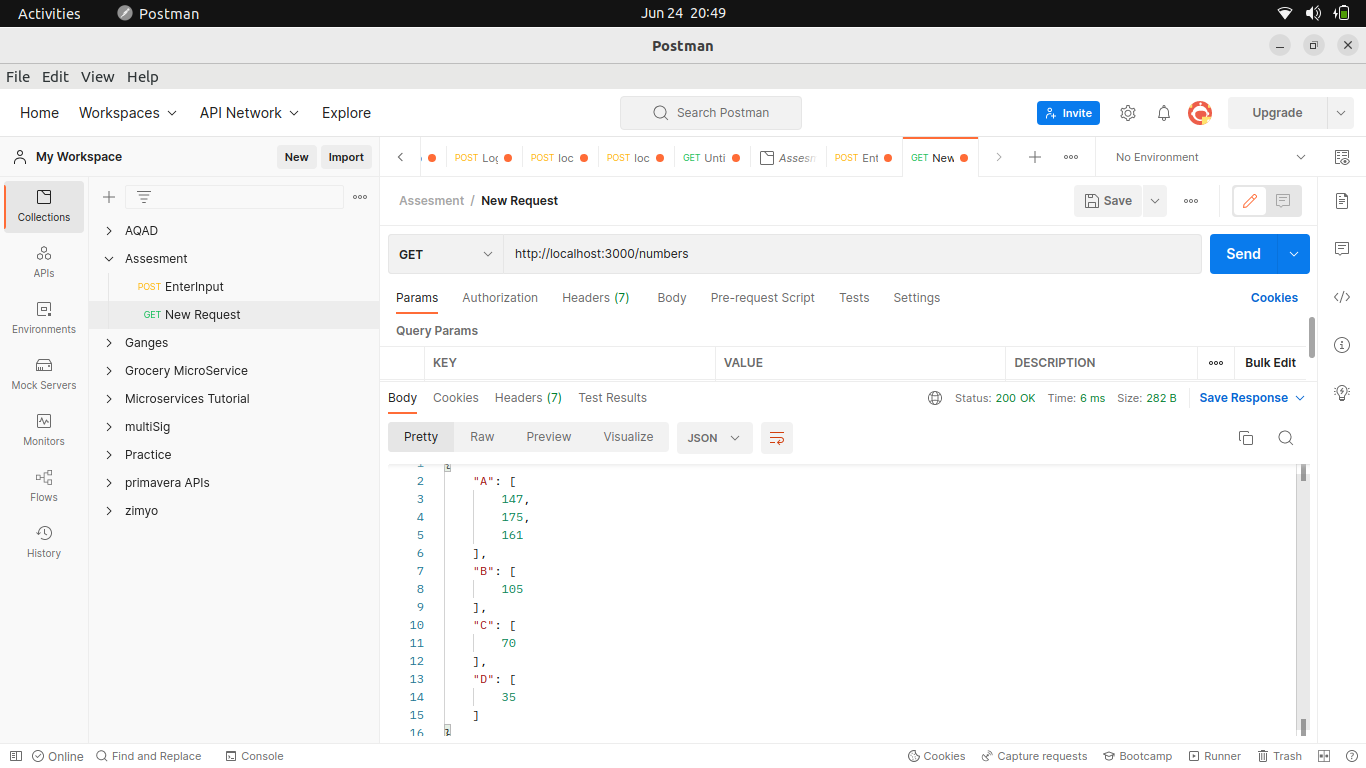 Activities Postman Jun 24 20:49
Postman
File Edit View Help
Home Workspaces API Network Explore Search Postman Invite Upgrade
My Workspace New Import
POST Log POST loc POST loc GET Unti Assesm POST Ent GET New No Environment
Collections
APIs
Environments
Mock Servers
Monitors
Flows
History
AQAD
Assesment
POST EnterInput
GET New Request
Ganges
Grocery MicroService
Microservices Tutorial
multiSig
Practice
primavera APIs
zimyo
Assesment / New Request Save
GET http://localhost:3000/numbers Send
Params Authorization Headers (7) Body Pre-request Script Tests Settings Cookies
Query Params
KEY VALUE DESCRIPTION Bulk Edit
Body Cookies Headers (7) Test Results Status: 200 OK Time: 6 ms Size: 282 B Save Response
Pretty Raw Preview Visualize JSON
1 {
2 "A": [
3 147,
4 175,
5 161
6 ],
7 "B": [
8 105
9 ],
10 "C": [
11 70
12 ],
13 "D": [
14 35
15 ]
16 }
Online Find and Replace Console Cookies Capture requests Bootcamp Runner Trash